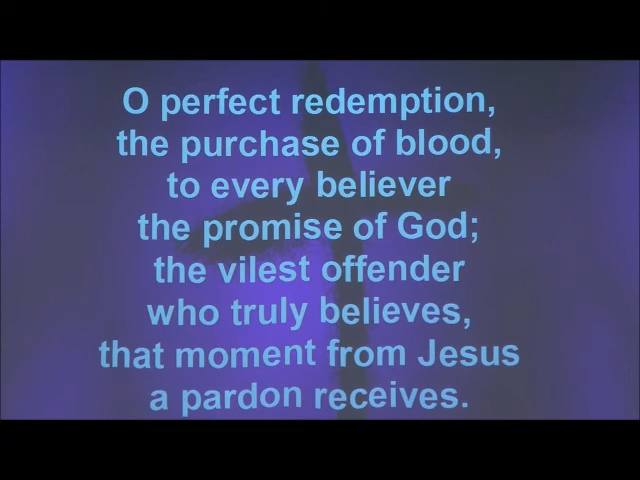 O perfect redemption,
the purchase of blood,
to every believer
the promise of God;
the vilest offender
who truly believes,
that moment from Jesus
a pardon receives.